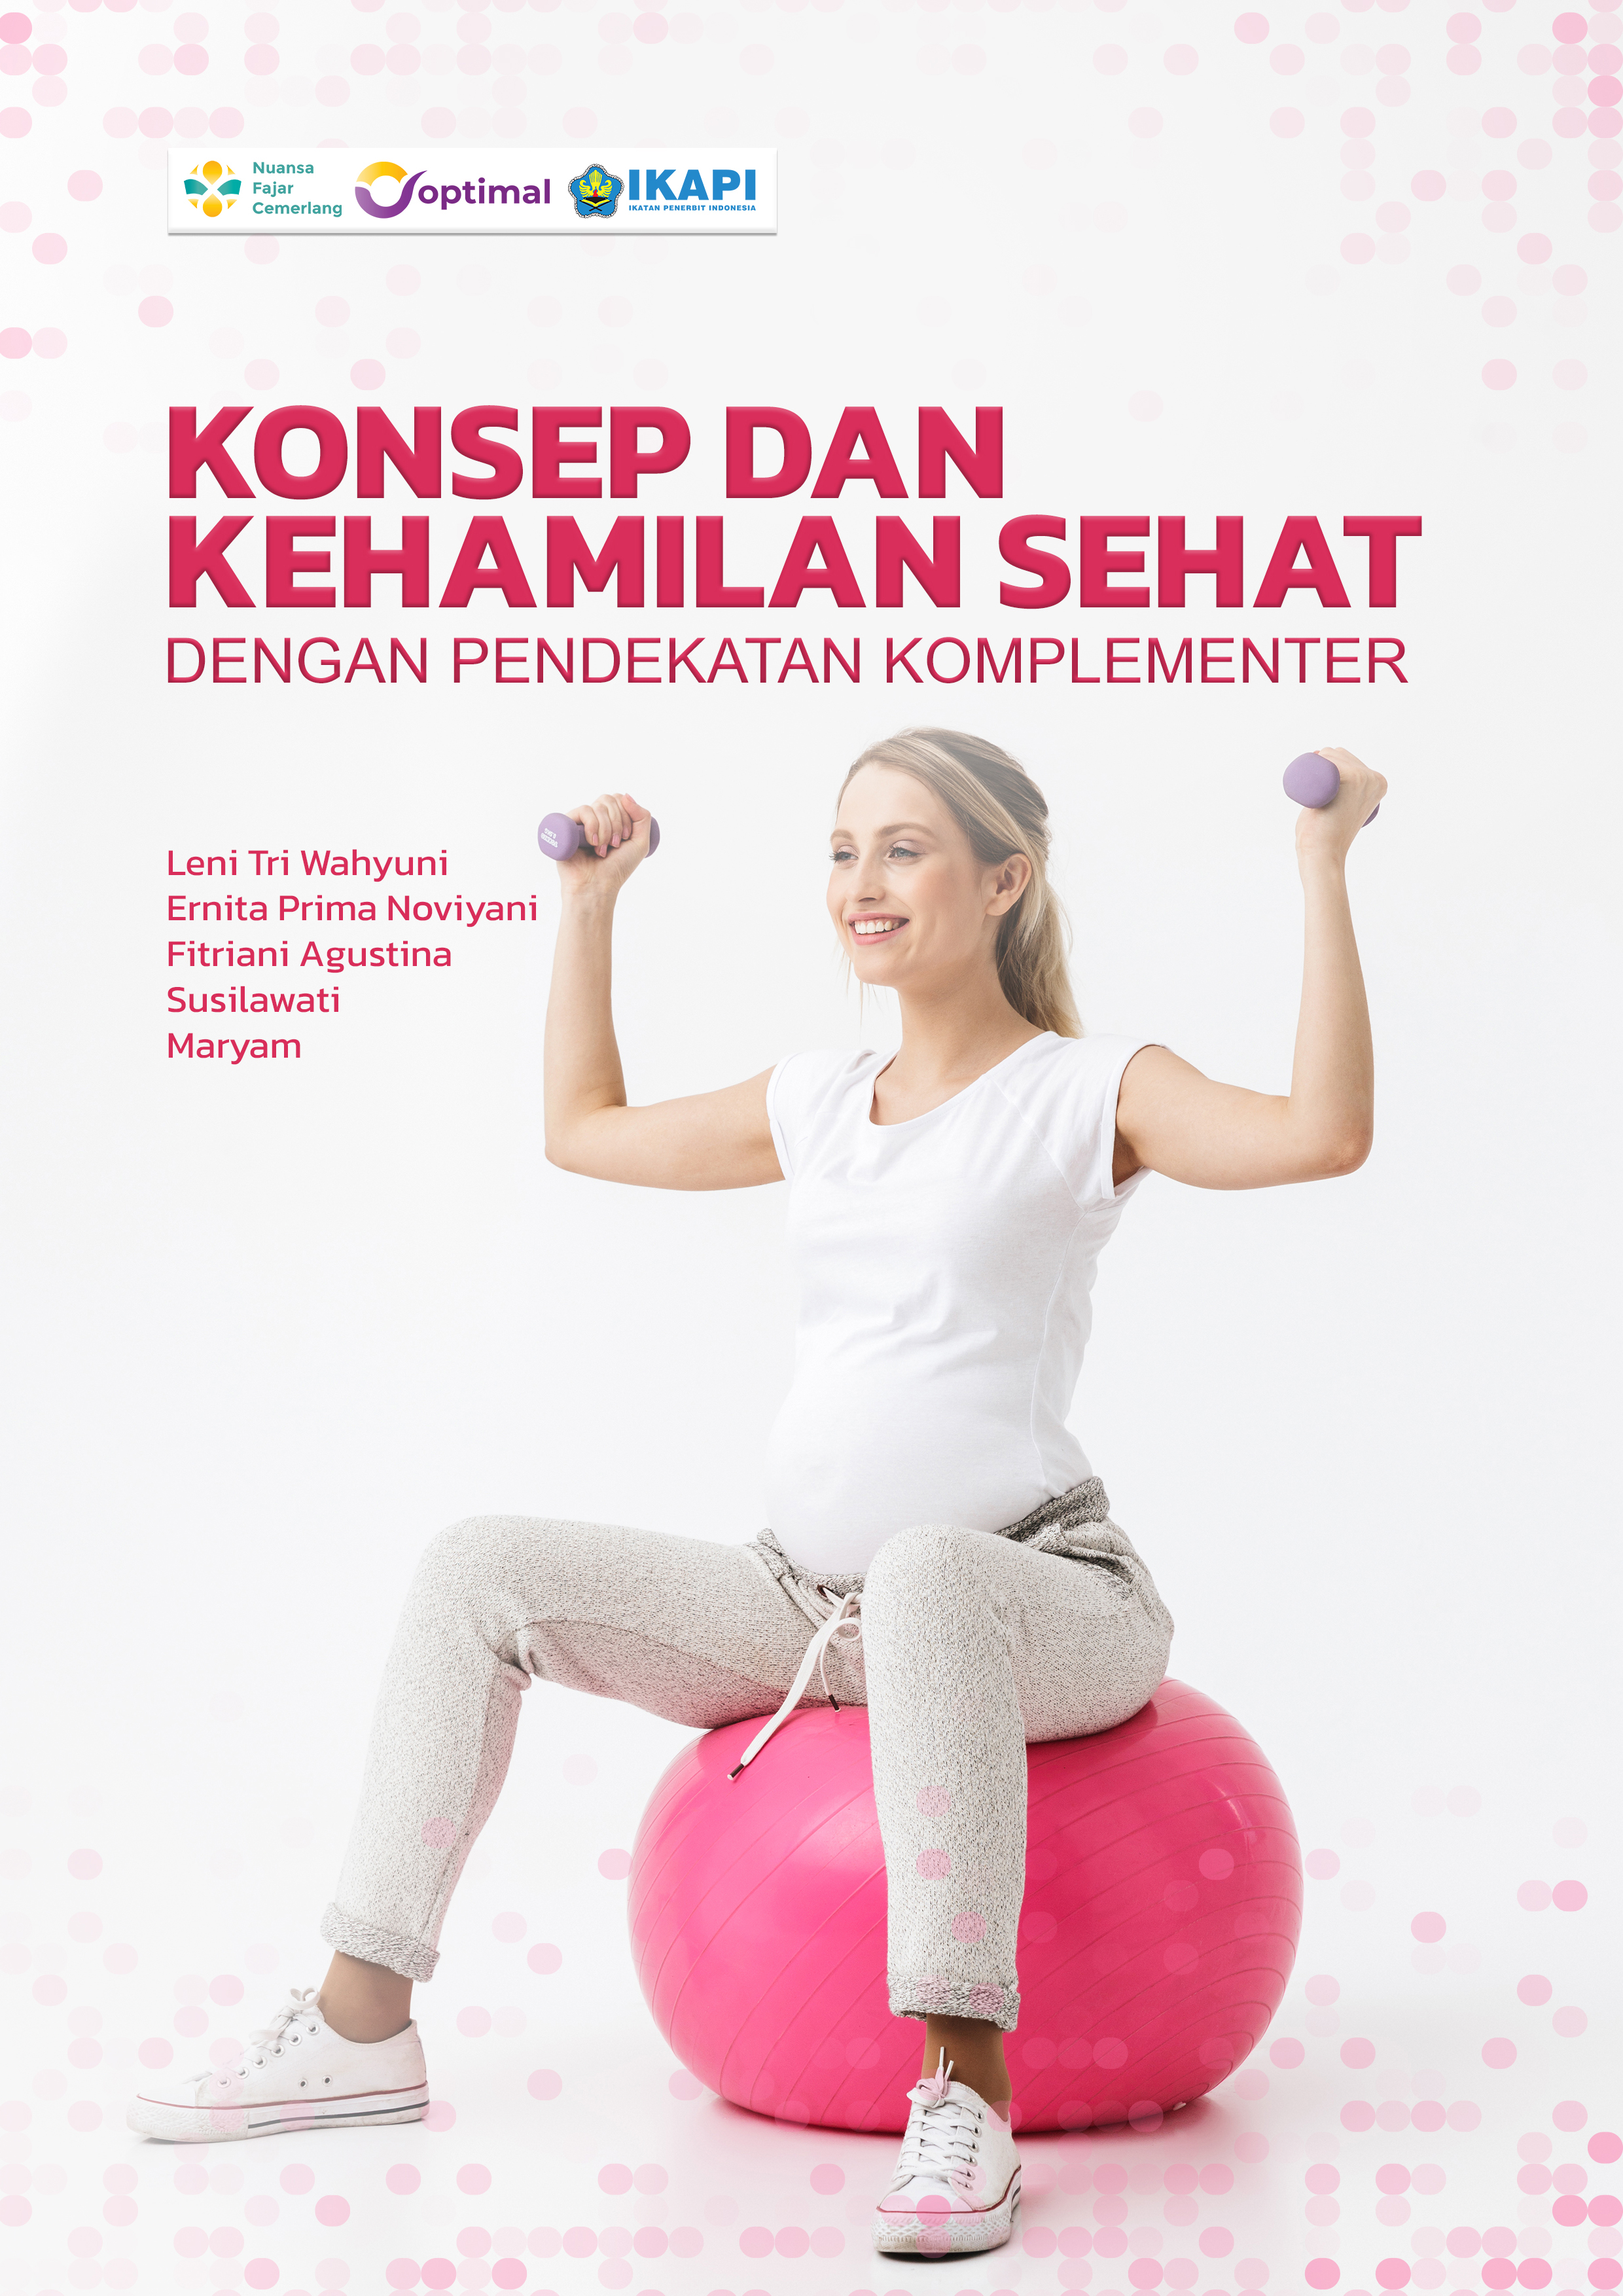 Nuansa
Fajar
Cemerlang
optimal
IKAPI
IKATAN PENERBIT INDONESIA
KONSEP DAN
KEHAMILAN SEHAT
DENGAN PENDEKATAN KOMPLEMENTER
Leni Tri Wahyuni
Ernita Prima Noviyani
Fitriani Agustina
Susilawati
Maryam